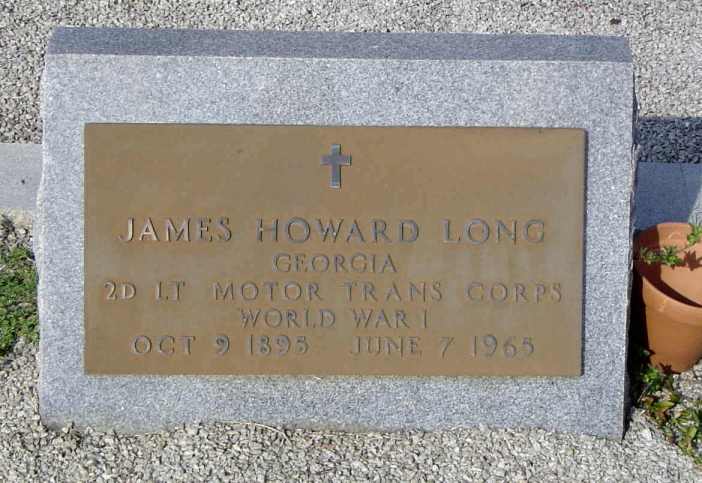 JAMES HOWARD LONG
GEORGIA
2D LT MOTOR TRANS CORPS
WORLD WAR I
OCT 9 1895 JUNE 7 1965